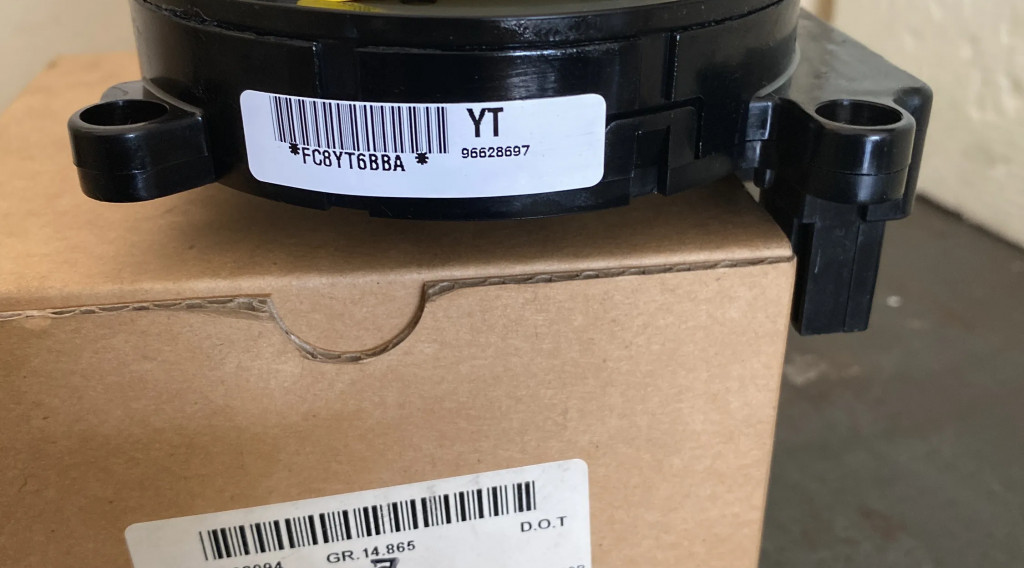 YT
*FC8YT6BBA *
96628697
D.O.T
GR.14.865